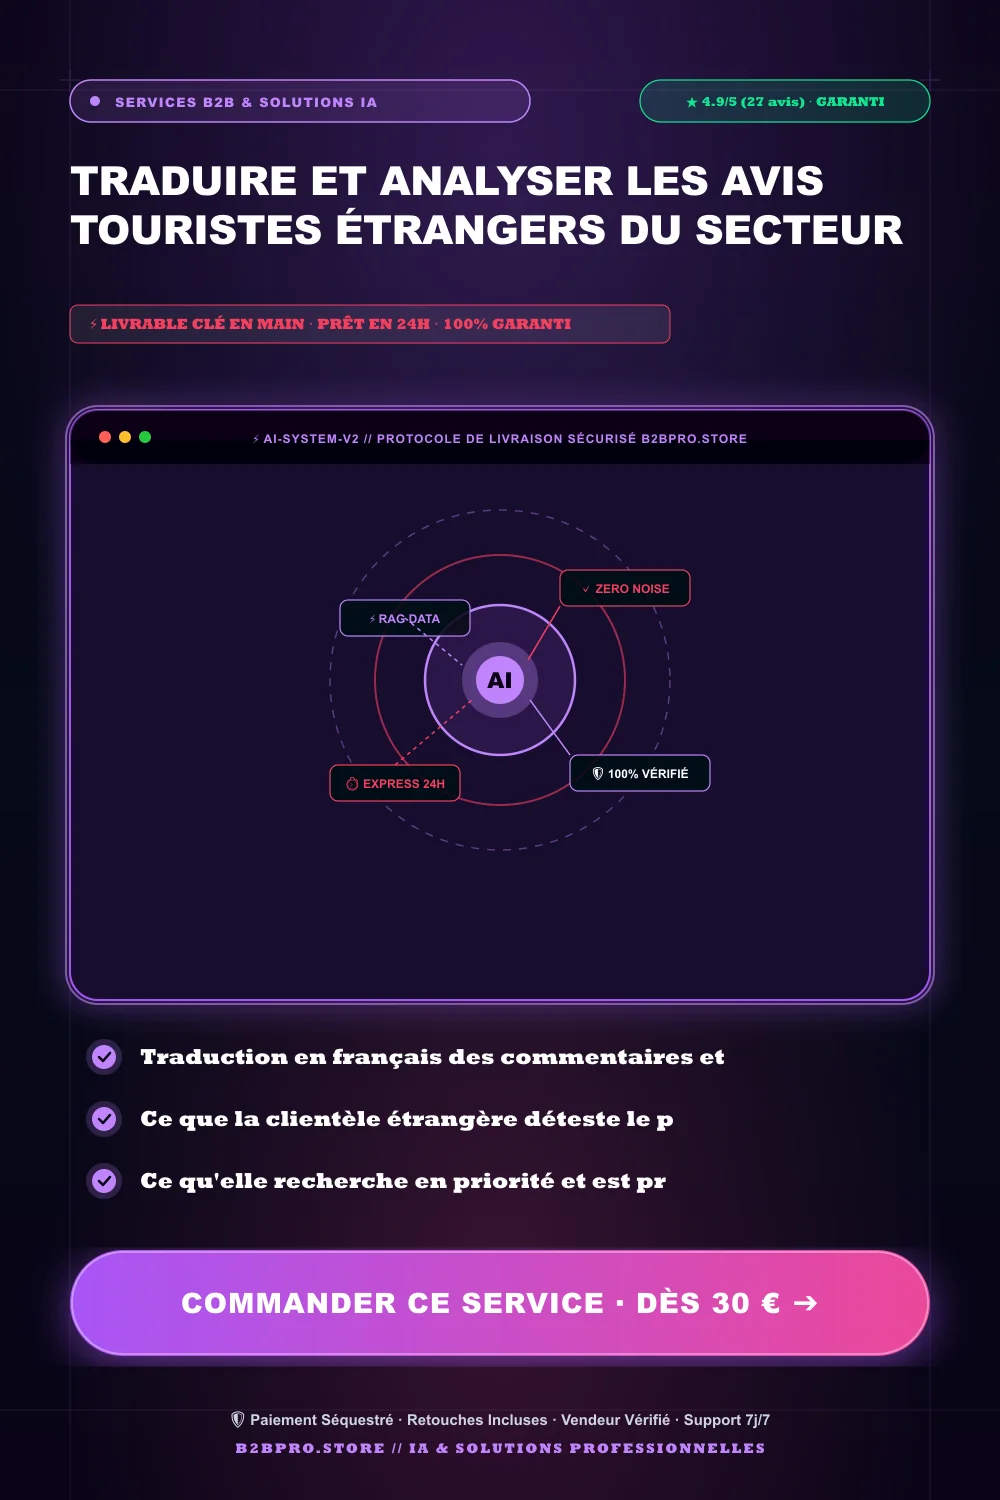 SERVICES B2B & SOLUTIONS IA
★ 4.9/5 (27 avis) · GARANTI
TRADUIRE ET ANALYSER LES AVIS
TOURISTES ÉTRANGERS DU SECTEUR
⚡ LIVRABLE CLÉ EN MAIN · PRÊT EN 24H · 100% GARANTI
⚡ AI-SYSTEM-V2 // PROTOCOLE DE LIVRAISON SÉCURISÉ B2BPRO.STORE
✓ ZERO NOISE
⚡ RAG DATA
AI
⏱ EXPRESS 24H
🛡 100% VÉRIFIÉ
Traduction en français des commentaires et
Ce que la clientèle étrangère déteste le p
Ce qu'elle recherche en priorité et est pr
COMMANDER CE SERVICE · DÈS 30 € ➔
🛡 Paiement Séquestré · Retouches Incluses · Vendeur Vérifié · Support 7j/7
B2BPRO.STORE // IA & SOLUTIONS PROFESSIONNELLES